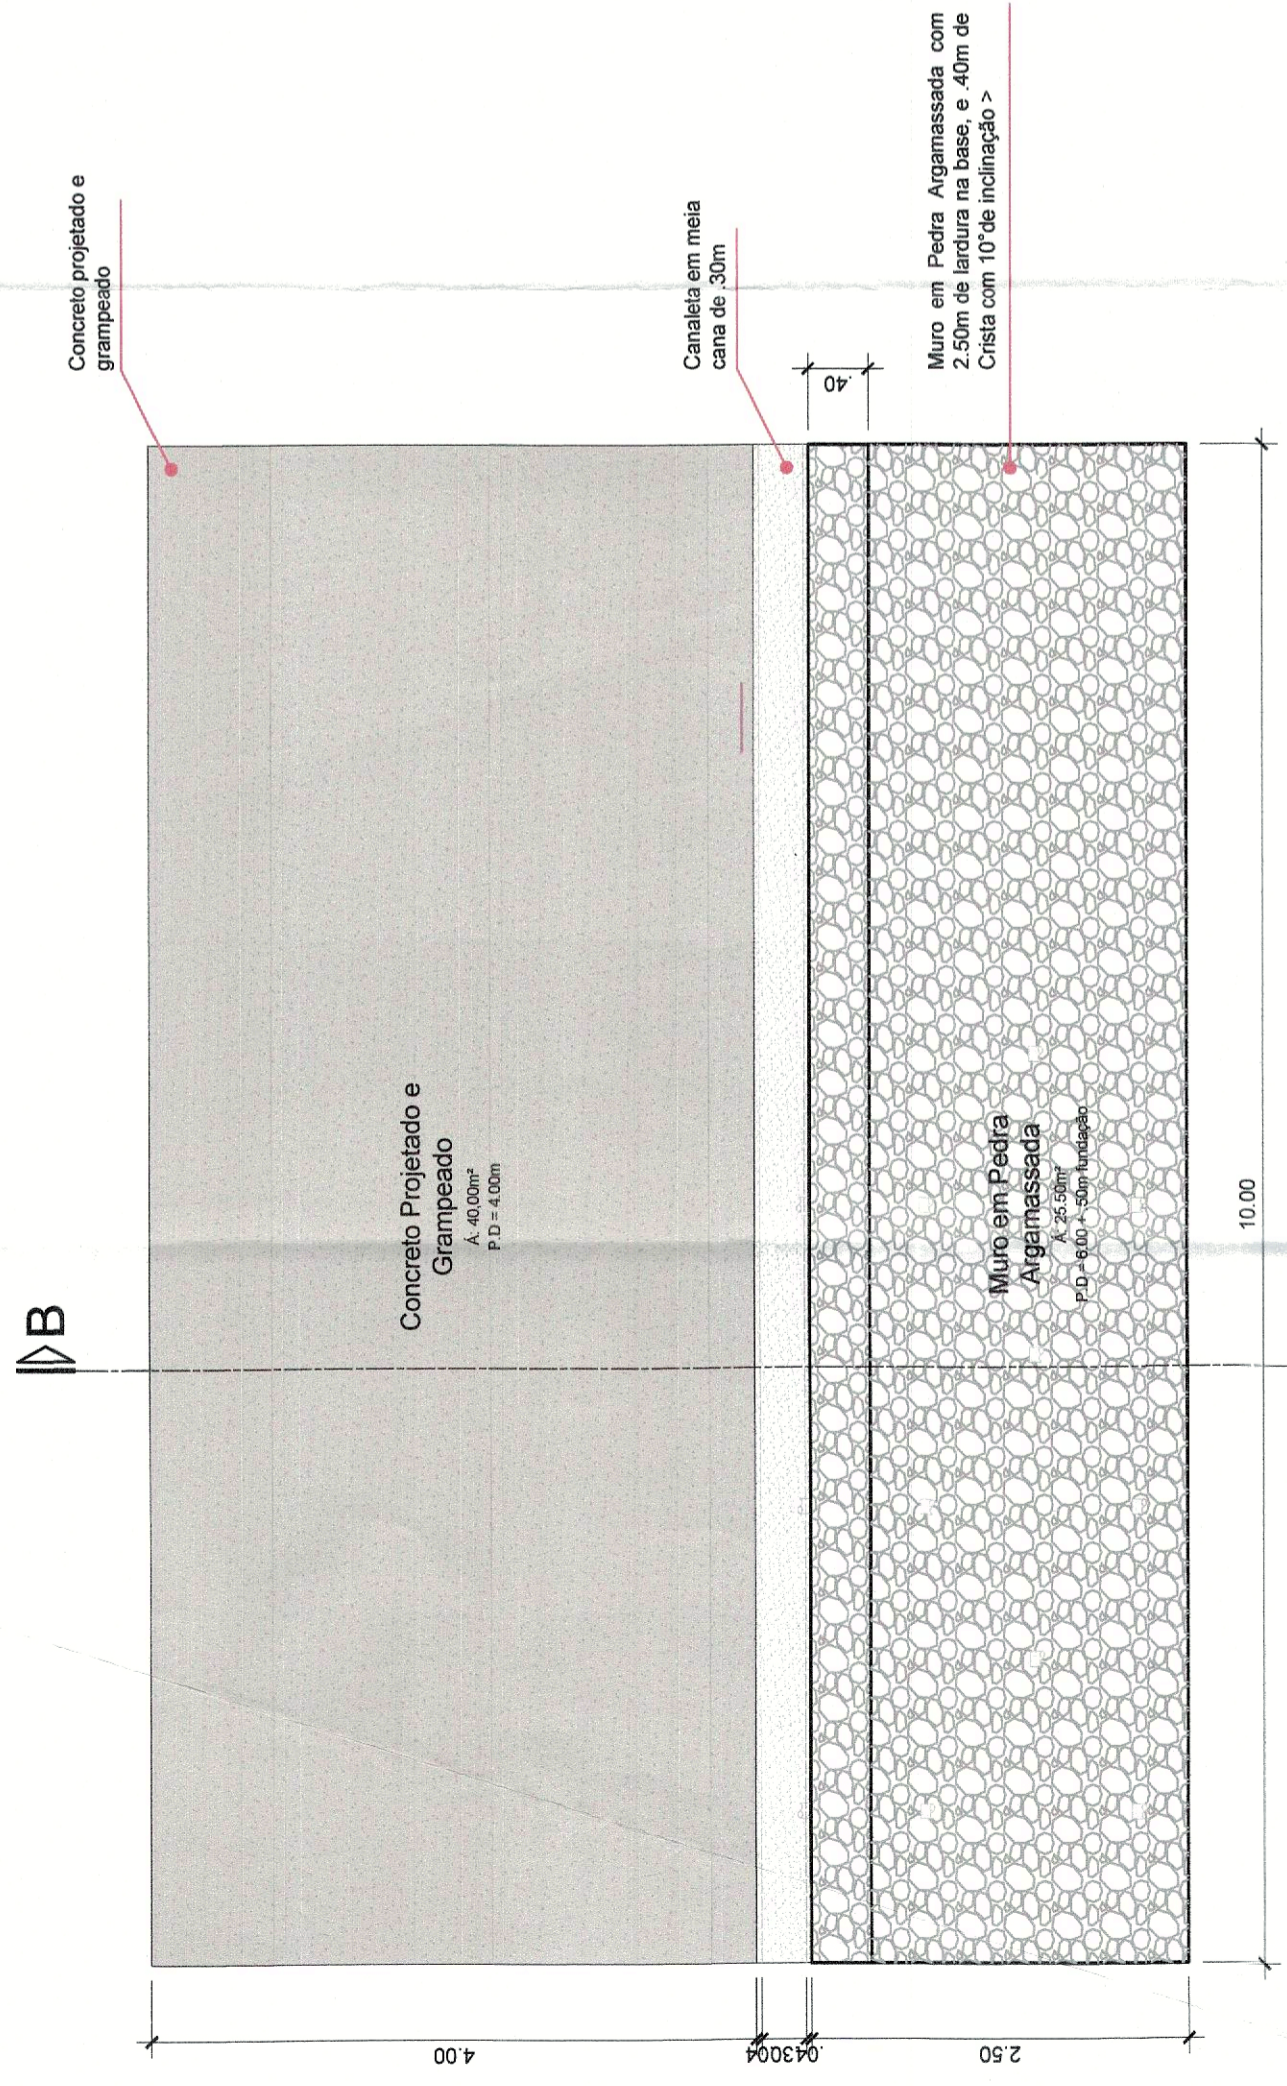 B
Concreto projetado e
grampeado
Canaleta em meia
cana de .30m
Muro em Pedra Argamassada com
2.50m de lardura na base, e .40m de
Crista com 10°de inclinação >
.40
Concreto Projetado e
Grampeado
Á. 40,00m²
P.D = 4.00m
Muro em Pedra
Argamassada
Á. 25.50m²
P.D = 6.00 + .50m fundação
10.00
4.00
.043004
2.50